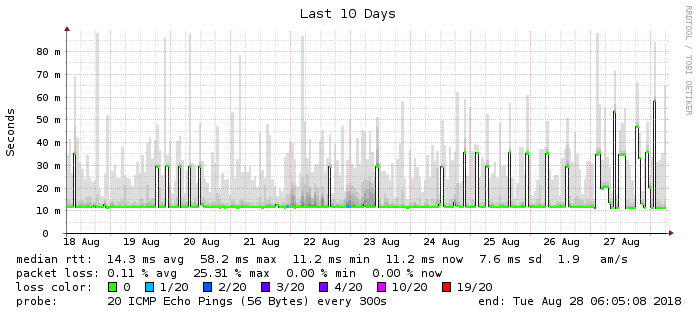 Last 10 Days
RRDTOOL / TOBI OETIKER
Seconds
80 m
70 m
60 m
50 m
40 m
30 m
20 m
10 m
0
18 Aug 19 Aug 20 Aug 21 Aug 22 Aug 23 Aug 24 Aug 25 Aug 26 Aug 27 Aug
median rtt: 14.3 ms avg 58.2 ms max 11.2 ms min 11.2 ms now 7.6 ms sd 1.9 am/s
packet loss: 0.11 % avg 25.31 % max 0.00 % min 0.00 % now
loss color: 0 1/20 2/20 3/20 4/20 10/20 19/20
probe: 20 ICMP Echo Pings (56 Bytes) every 300s end: Tue Aug 28 06:05:08 2018